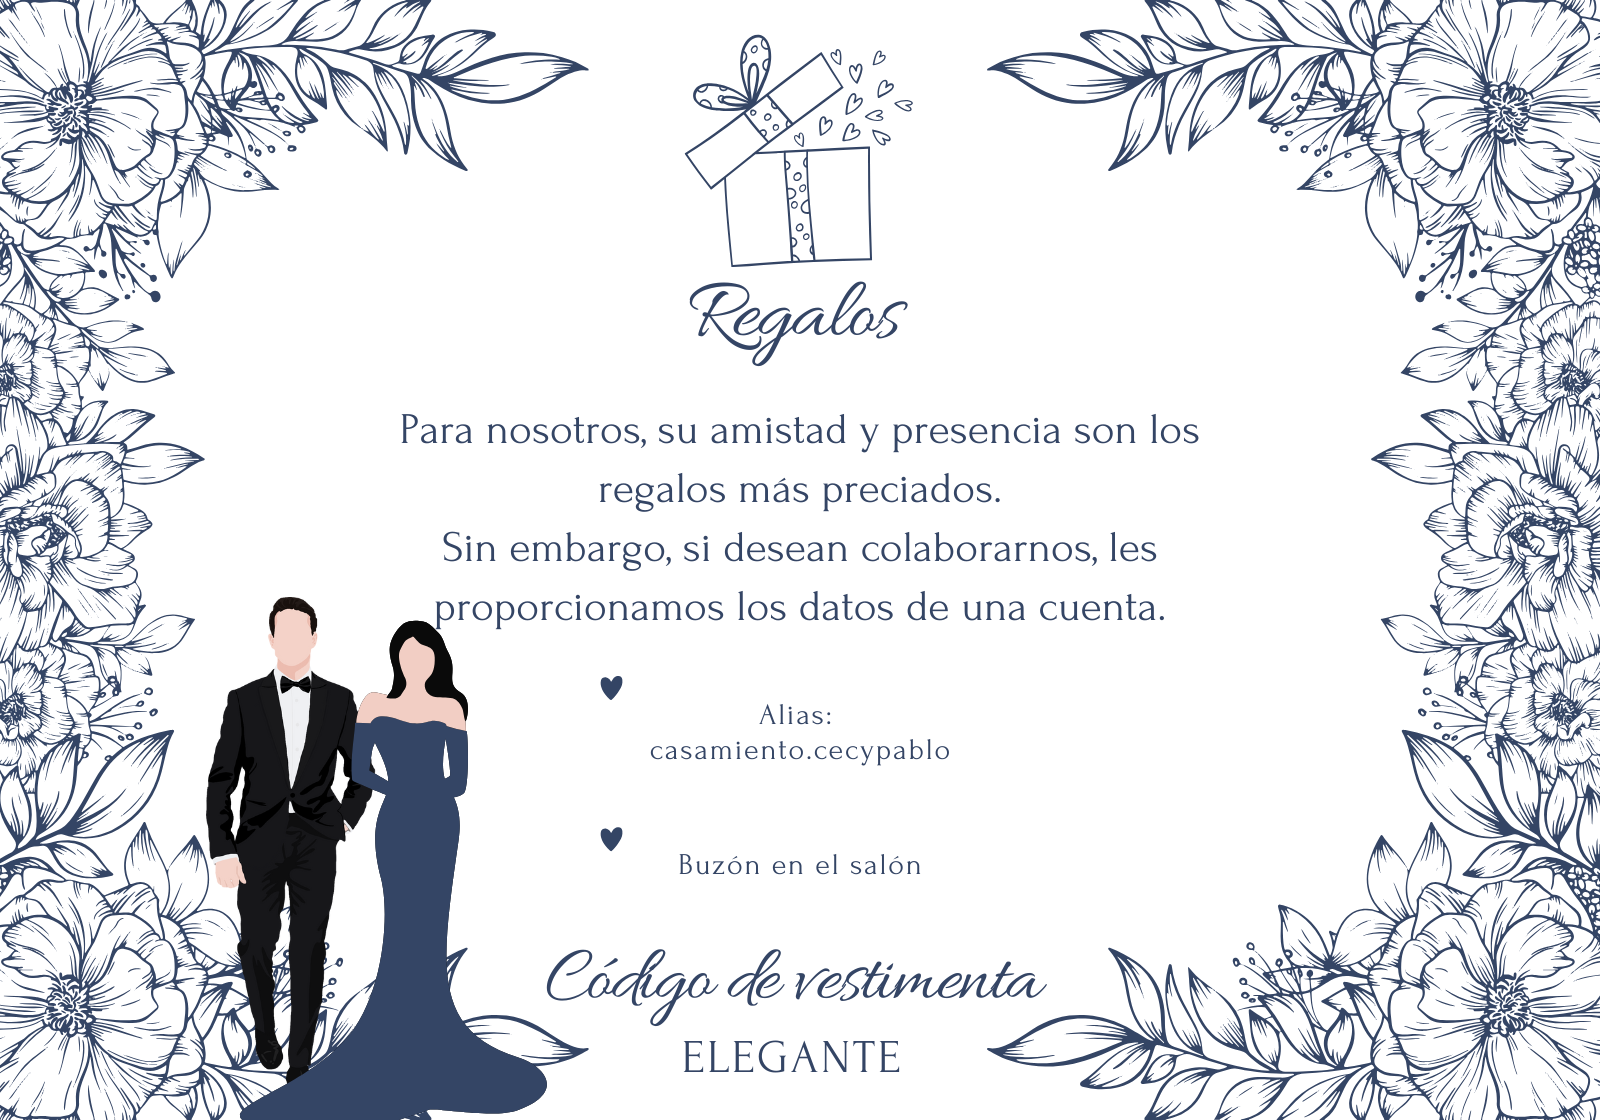 Regalos
Para nosotros, su amistad y presencia son los
regalos más preciados.
Sin embargo, si desean colaborarnos, les
proporcionamos los datos de una cuenta.
Alias:
casamiento.cecypablo
Buzón en el salón
Código de vestimenta
ELEGANTE